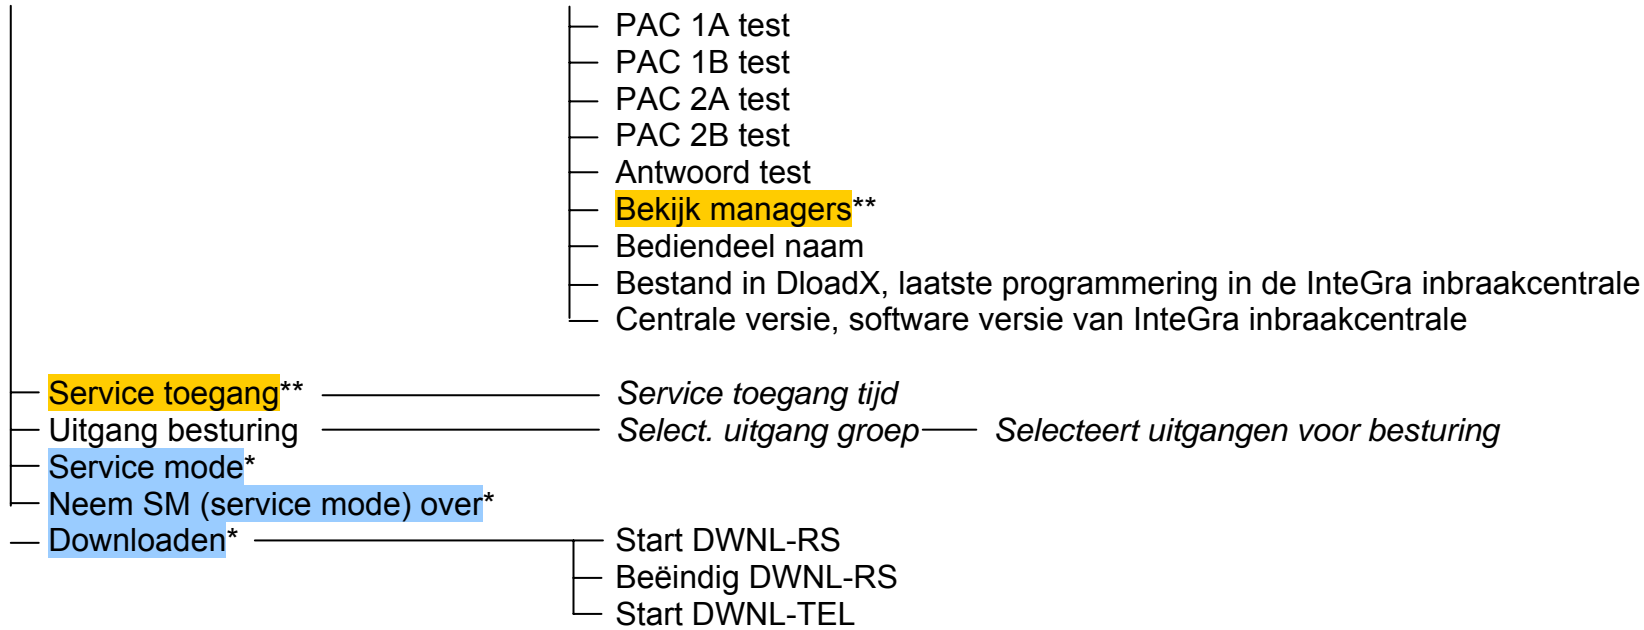 PAC 1A test
PAC 1B test
PAC 2A test
PAC 2B test
Antwoord test
Bekijk managers**
Bediendeel naam
Bestand in DloadX, laatste programmering in de InteGra inbraakcentrale
Centrale versie, software versie van InteGra inbraakcentrale
Service toegang** Service toegang tijd
Uitgang besturing Select. uitgang groep Selecteert uitgangen voor besturing
Service mode*
Neem SM (service mode) over*
Downloaden* Start DWNL-RS
Beëindig DWNL-RS
Start DWNL-TEL